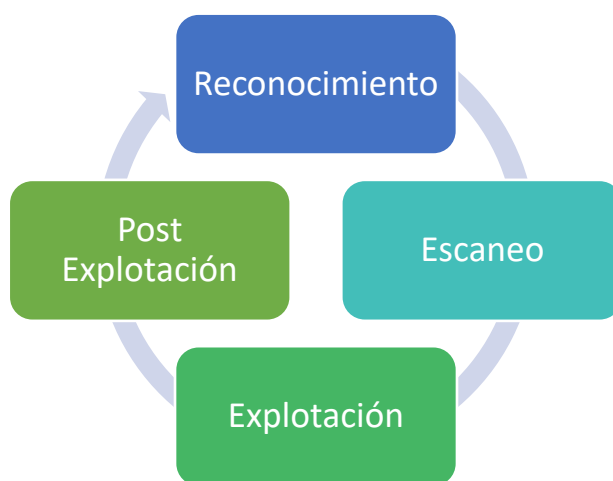 Reconocimiento
Escaneo
Explotación
Post
Explotación